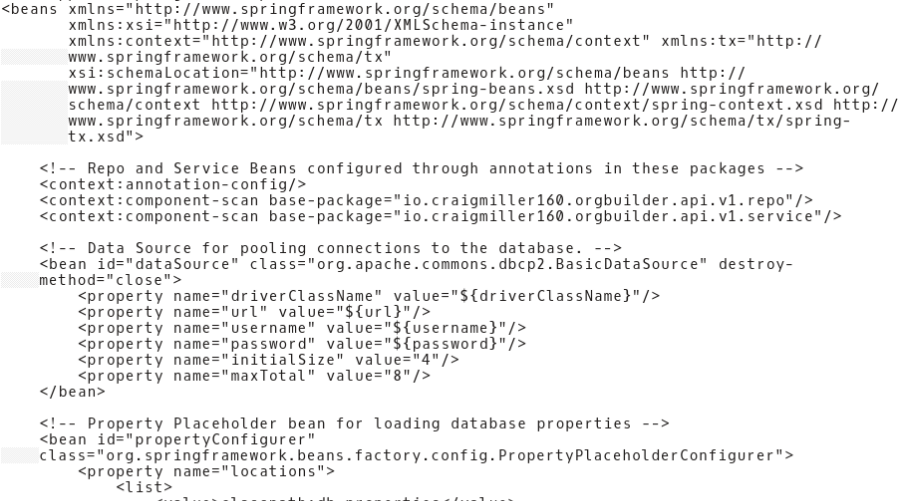 <beans xmlns="http://www.springframework.org/schema/beans"
       xmlns:xsi="http://www.w3.org/2001/XMLSchema-instance"
       xmlns:context="http://www.springframework.org/schema/context" xmlns:tx="http://
       www.springframework.org/schema/tx"
       xsi:schemaLocation="http://www.springframework.org/schema/beans http://
       www.springframework.org/schema/beans/spring-beans.xsd http://www.springframework.org/
       schema/context http://www.springframework.org/schema/context/spring-context.xsd http://
       www.springframework.org/schema/tx http://www.springframework.org/schema/tx/spring-
       tx.xsd">
    <!-- Repo and Service Beans configured through annotations in these packages -->
    <context:annotation-config/>
    <context:component-scan base-package="io.craigmiller160.orgbuilder.api.v1.repo"/>
    <context:component-scan base-package="io.craigmiller160.orgbuilder.api.v1.service"/>
    <!-- Data Source for pooling connections to the database. -->
    <bean id="dataSource" class="org.apache.commons.dbcp2.BasicDataSource" destroy-
    method="close">
        <property name="driverClassName" value="${driverClassName}"/>
        <property name="url" value="${url}"/>
        <property name="username" value="${username}"/>
        <property name="password" value="${password}"/>
        <property name="initialSize" value="4"/>
        <property name="maxTotal" value="8"/>
    </bean>
    <!-- Property Placeholder bean for loading database properties -->
    <bean id="propertyConfigurer"
    class="org.springframework.beans.factory.config.PropertyPlaceholderConfigurer">
        <property name="locations">
            <list>